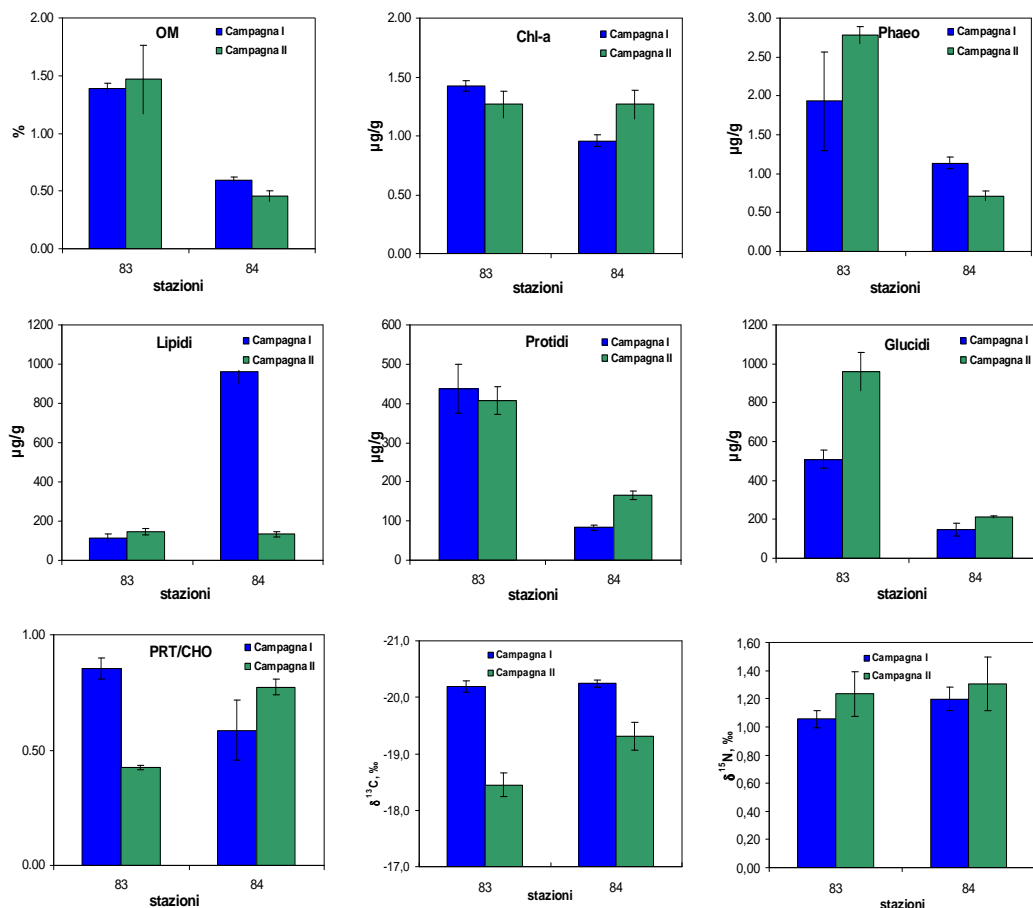 OM
Campagna I
Campagna II
2.00
1.50
1.00
0.50
0.00
%
83
84
stazioni
Chl-a
Campagna I
Campagna II
2.00
1.50
1.00
0.50
0.00
µg/g
83
84
stazioni
Phaeo
Campagna I
Campagna II
3.00
2.50
2.00
1.50
1.00
0.50
0.00
µg/g
83
84
stazioni
Lipidi
Campagna I
Campagna II
1200
1000
800
600
400
200
0
µg/g
83
84
stazioni
Protidi
Campagna I
Campagna II
600
500
400
300
200
100
0
µg/g
83
84
stazioni
Glucidi
Campagna I
Campagna II
1200
1000
800
600
400
200
0
µg/g
83
84
stazioni
PRT/CHO
Campagna I
Campagna II
1.00
0.50
0.00
83
84
stazioni
Campagna I
Campagna II
-21,0
-20,0
-19,0
-18,0
-17,0
δ ¹³C, ‰
83
84
stazioni
Campagna I
Campagna II
1,60
1,40
1,20
1,00
0,80
0,60
0,40
0,20
0,00
δ ¹⁵N, ‰
83
84
stazioni